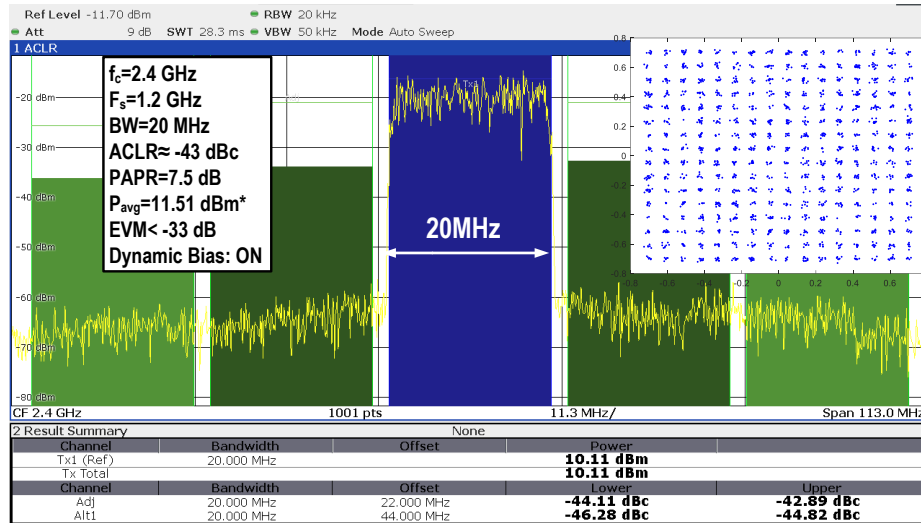 Ref Level -11.70 dBm RBW 20 kHz
Att 9 dB SWT 28.3 ms VBW 50 kHz Mode Auto Sweep
1 ACLR
fc=2.4 GHz
Fs=1.2 GHz
BW=20 MHz
ACLR≈ -43 dBc
PAPR=7.5 dB
Pavg=11.51 dBm*
EVM< -33 dB
Dynamic Bias: ON
Tx1
-20 dBm
-30 dBm
-40 dBm
-50 dBm
-60 dBm
-70 dBm
-80 dBm
20MHz
0.8
0.6
0.4
0.2
0
-0.2
-0.4
-0.6
-0.8
-0.8 -0.6 -0.4 -0.2 0 0.2 0.4 0.6
CF 2.4 GHz 1001 pts 11.3 MHz/ Span 113.0 MHz
2 Result Summary None
Channel Bandwidth Offset Power
Tx1 (Ref) 20.000 MHz 10.11 dBm
Tx Total 10.11 dBm
Channel Bandwidth Offset Lower Upper
Adj 20.000 MHz 22.000 MHz -44.11 dBc -42.89 dBc
Alt1 20.000 MHz 44.000 MHz -46.28 dBc -44.82 dBc